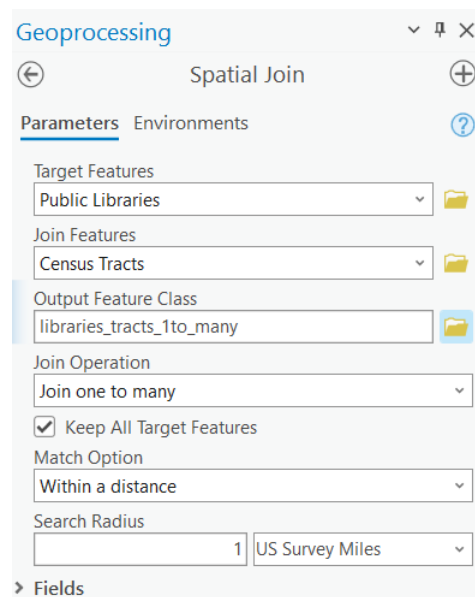 Geoprocessing
Spatial Join
Parameters Environments
Target Features
Public Libraries
Join Features
Census Tracts
Output Feature Class
libraries_tracts_1to_many
Join Operation
Join one to many
Keep All Target Features
Match Option
Within a distance
Search Radius
1 US Survey Miles
Fields